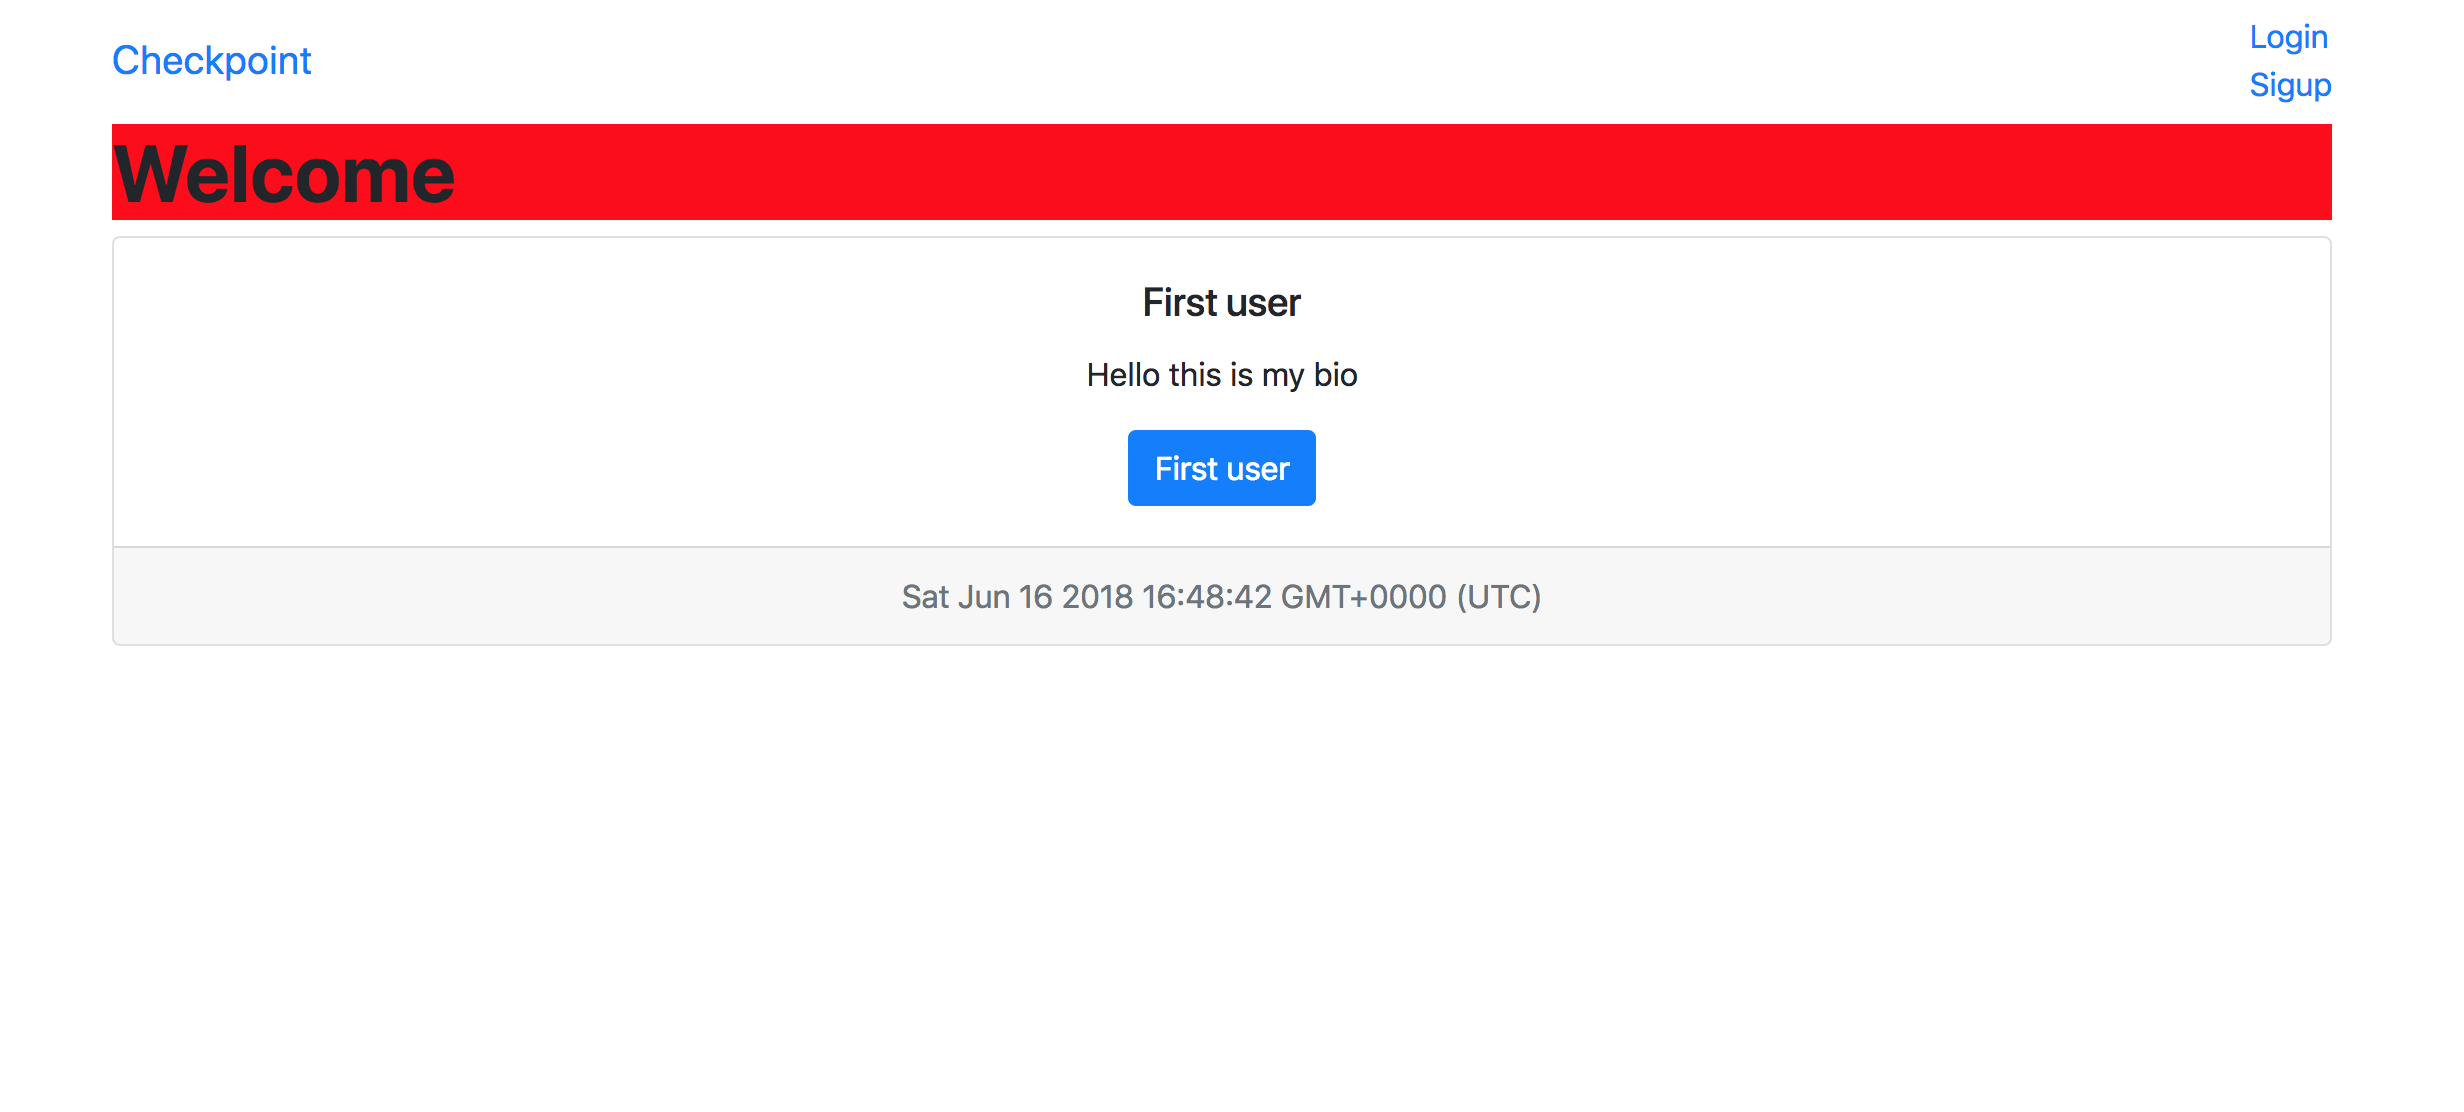 Checkpoint
Login
Sigup
Welcome
First user
Hello this is my bio
First user
Sat Jun 16 2018 16:48:42 GMT+0000 (UTC)